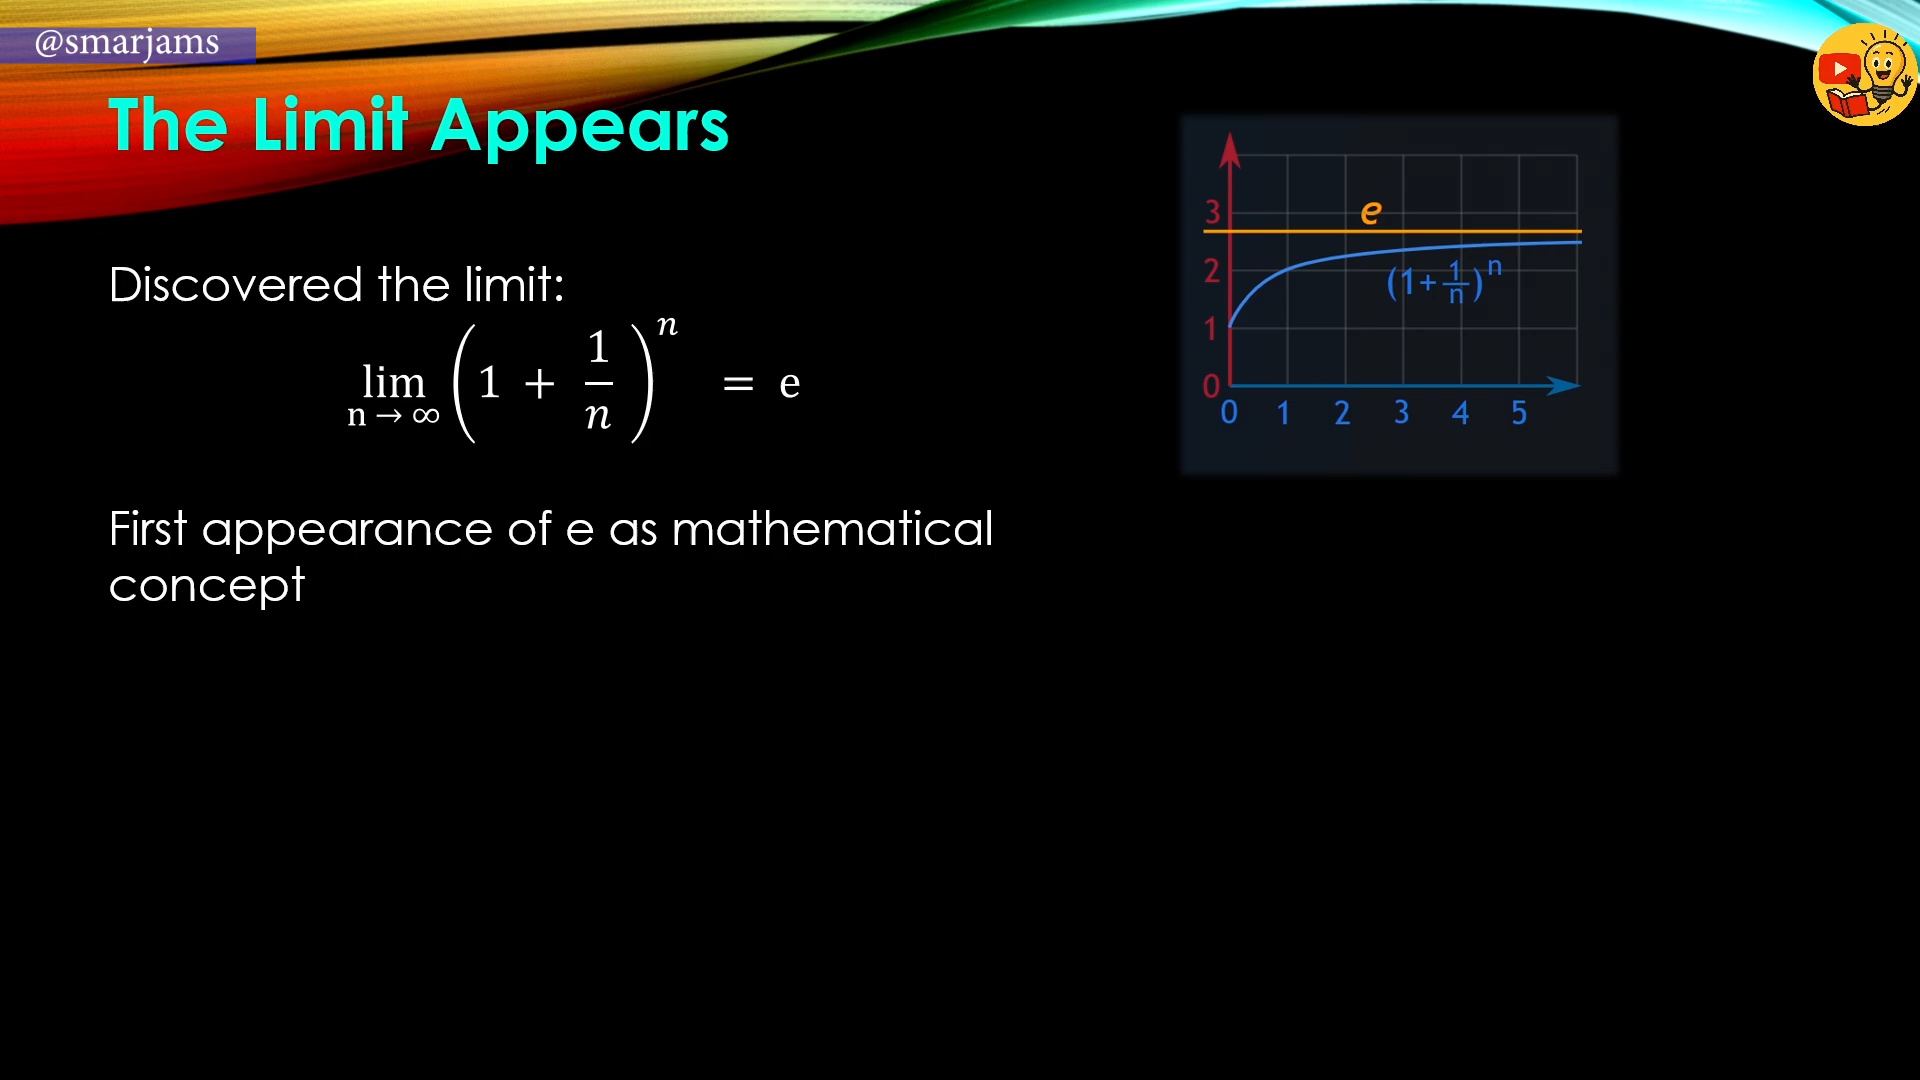 @smarjams
The Limit Appears
Discovered the limit:
lim n → ∞ (1 + 1/n)^n = e
First appearance of e as mathematical
concept
3
e
2
(1+ 1/n)^n
1
0
0 1 2 3 4 5